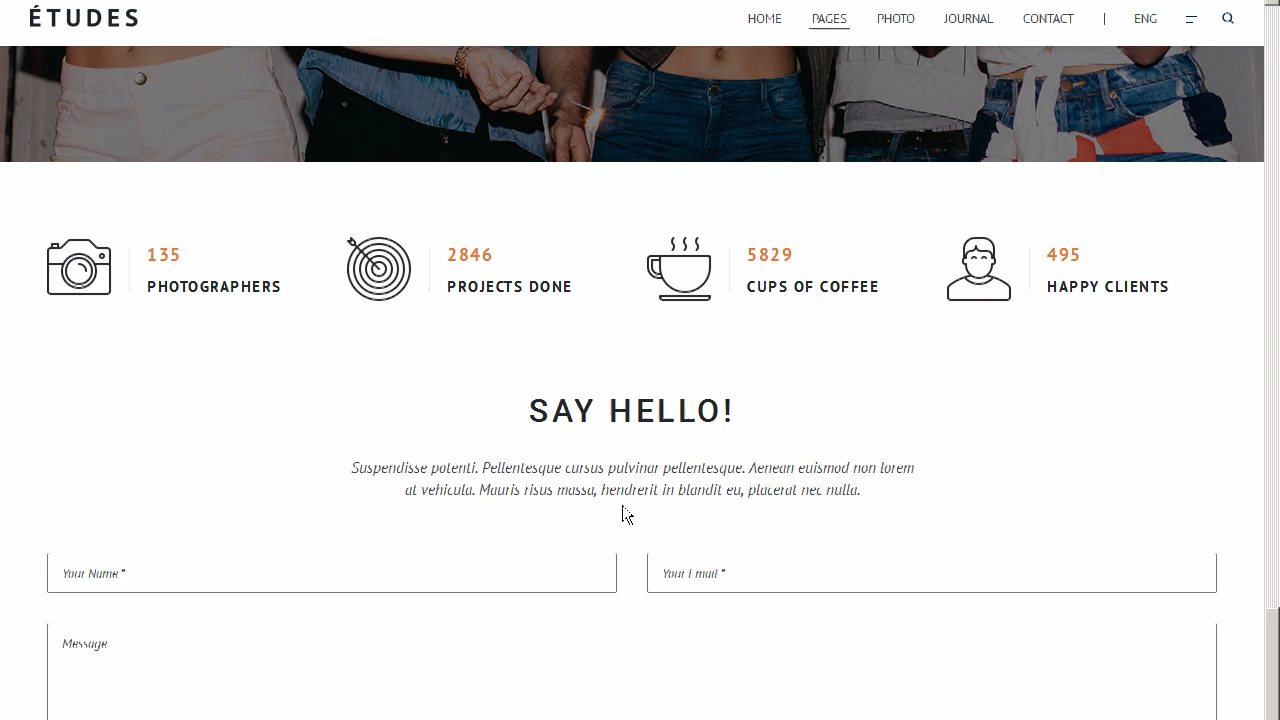 ÉTUDES
HOME PAGES PHOTO JOURNAL CONTACT | ENG
135
PHOTOGRAPHERS
2846
PROJECTS DONE
5829
CUPS OF COFFEE
495
HAPPY CLIENTS
SAY HELLO!
Suspendisse potenti. Pellentesque cursus pulvinar pellentesque. Aenean euismod non lorem
at vehicula. Mauris risus massa, hendrerit in blandit eu, placerat nec nulla.
Your Name *
Your Email *
Message